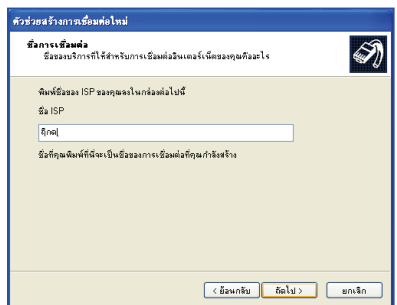 ตัวช่วยสร้างการเชื่อมต่อใหม่
ชื่อการเชื่อมต่อ
ชื่อของบริการที่ให้สำหรับการเชื่อมต่ออินเตอร์เน็ตของคุณคืออะไร
พิมพ์ชื่อของ ISP ของคุณลงในกล่องต่อไปนี้
ชื่อ ISP
ชื่อที่คุณพิมพ์ที่นี่จะเป็นชื่อของการเชื่อมต่อที่คุณกำลังสร้าง
< ย้อนกลับ ถัดไป > ยกเลิก